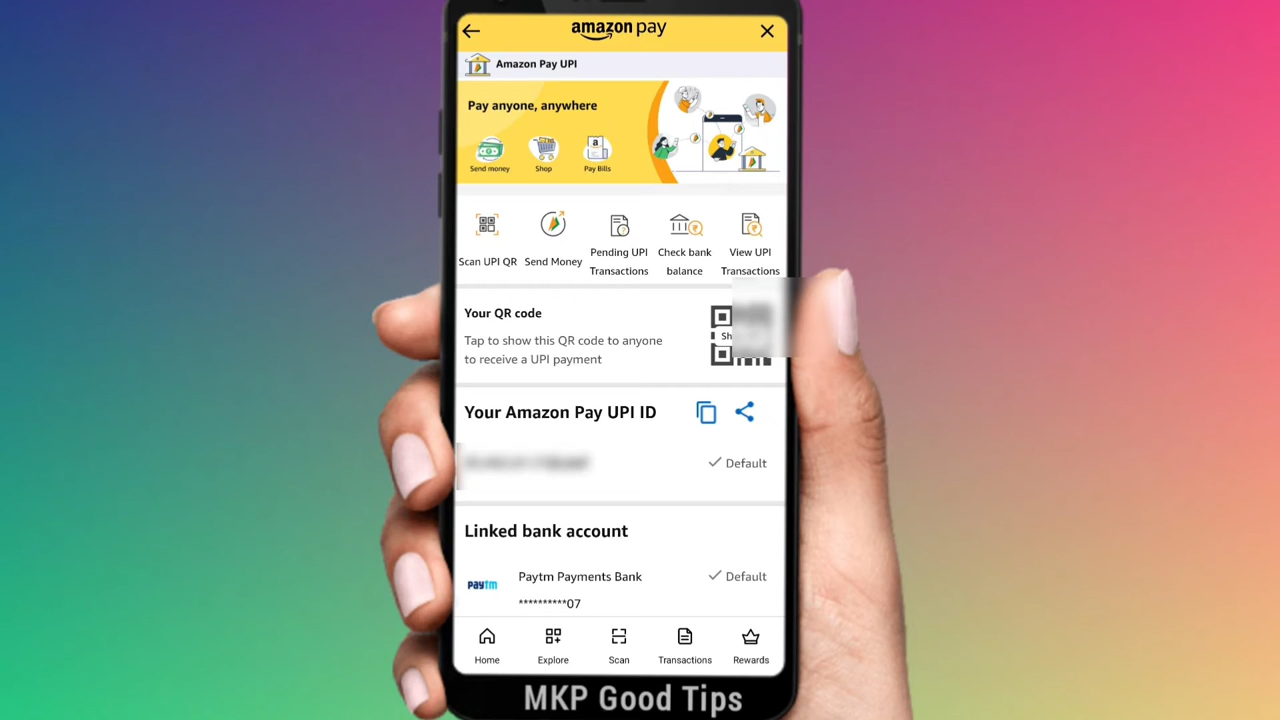 amazon pay
Amazon Pay UPI
Pay anyone, anywhere
Send money Shop Pay Bills
Scan UPI QR Send Money Pending UPI Transactions Check bank balance View UPI Transactions
Your QR code
Tap to show this QR code to anyone
to receive a UPI payment
Your Amazon Pay UPI ID
Default
Linked bank account
Paytm Payments Bank Default
paytm
**********07
Home Explore Scan Transactions Rewards
MKP Good Tips